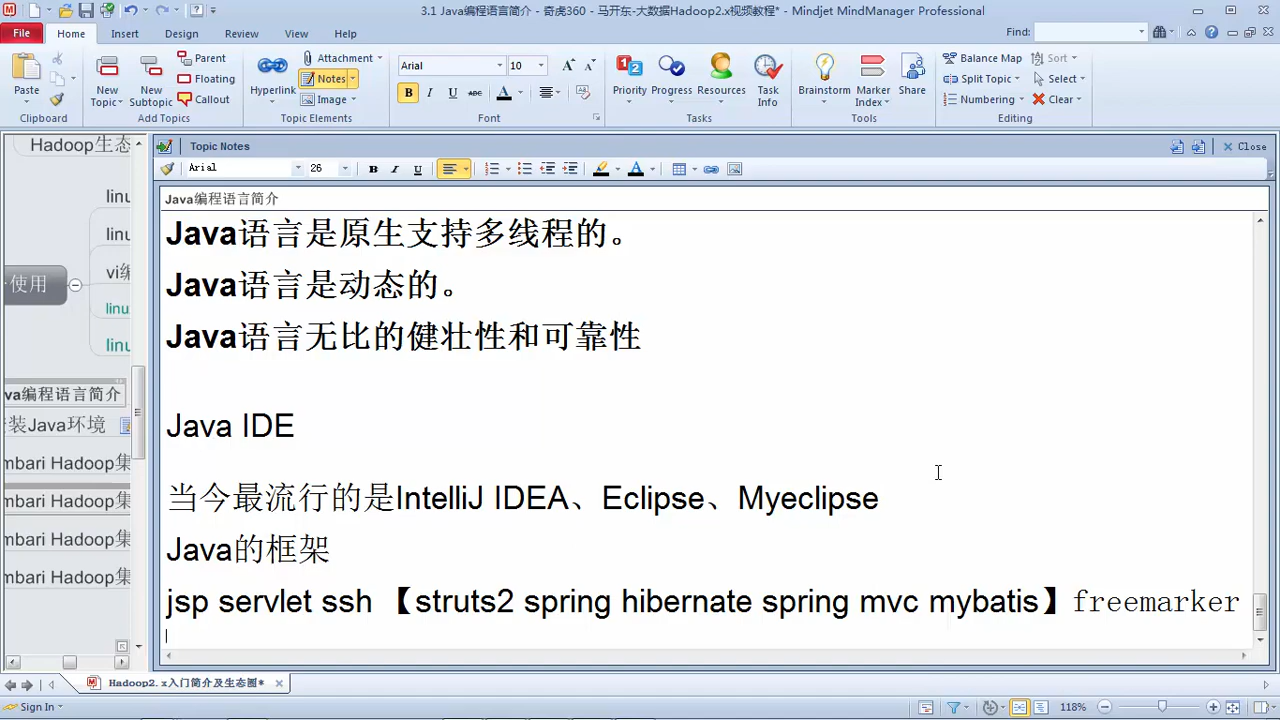 3.1 Java编程语言简介 - 奇虎360 - 马开东-大数据Hadoop2.x视频教程* - Mindjet MindManager Professional
File Home Insert Design Review View Help Find:
Paste
Clipboard
New Topic
New Subtopic
Parent
Floating
Callout
Add Topics
Hyperlink
Attachment
Notes
Image
Topic Elements
Arial 10
B I U ABC A
Font
Priority
Progress
Resources
Task Info
Tasks
Brainstorm
Marker Index
Share
Tools
Balance Map
Split Topic
Numbering
Sort
Select
Clear
Editing
Hadoop生态
linu
linu
vi编
使用
linu
linu
va编程语言简介
装Java环境
mbari Hadoop集
mbari Hadoop集
mbari Hadoop集
mbari Hadoop集
Topic Notes Close
Arial 26 B I U A
Java编程语言简介
Java语言是原生支持多线程的。
Java语言是动态的。
Java语言无比的健壮性和可靠性
Java IDE
当今最流行的是IntelliJ IDEA、Eclipse、Myeclipse
Java的框架
jsp servlet ssh 【struts2 spring hibernate spring mvc mybatis】freemarker
Hadoop2.x入门简介及生态圈*
Sign In 118%